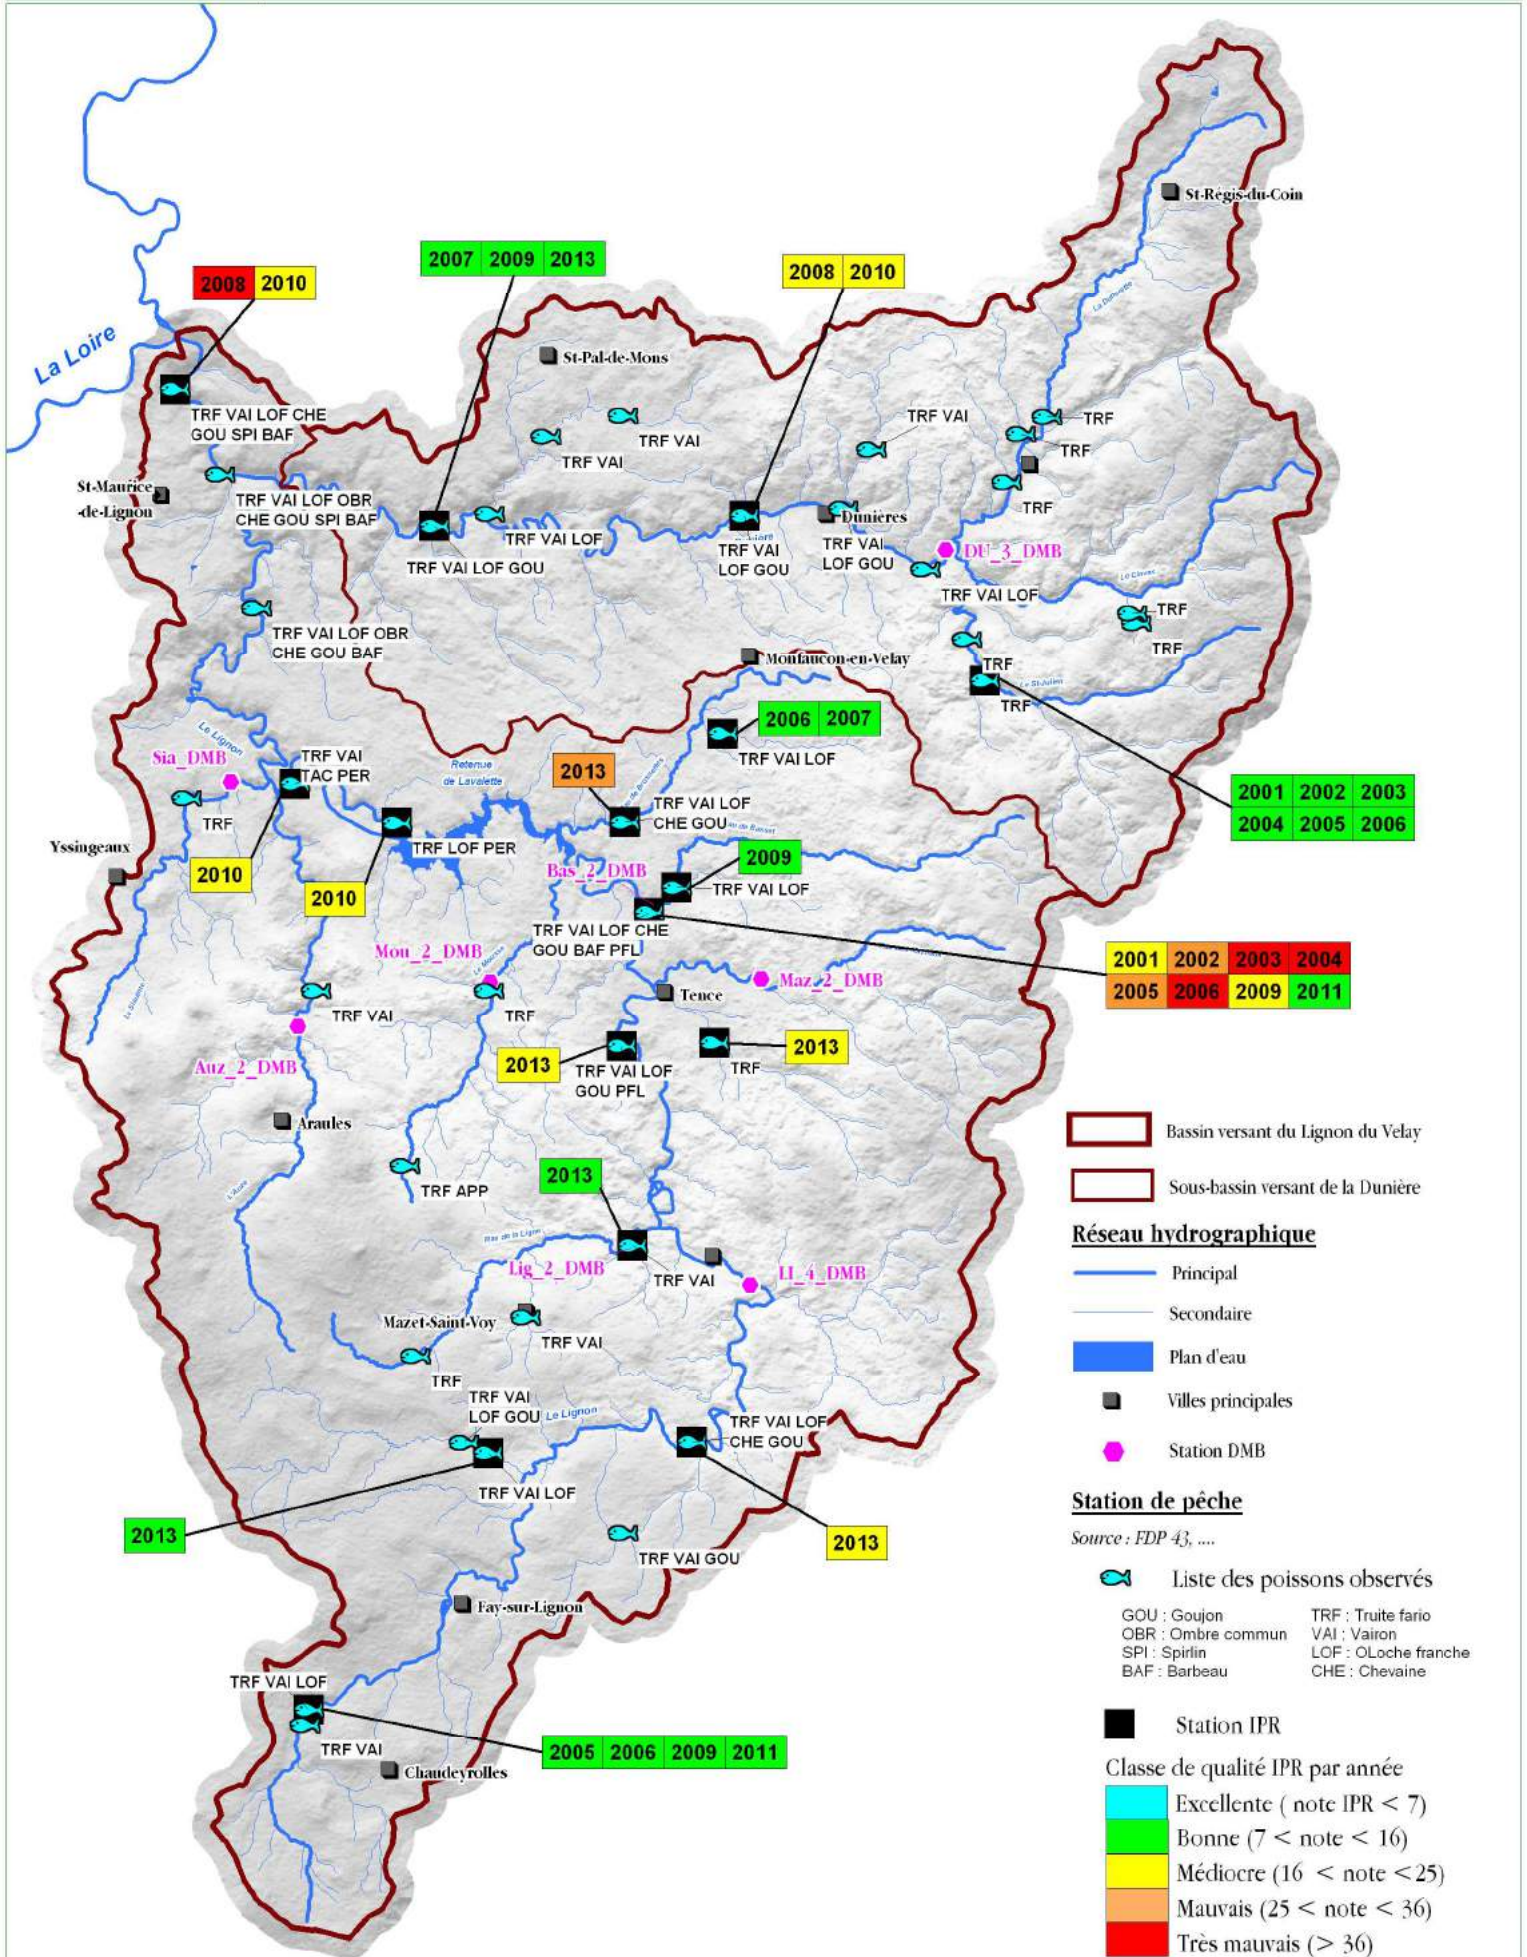 St-Régis-du-Coin
La Dunerette
2007 2009 2013
2008 2010
2008 2010
La Loire
St-Pal-de-Mons
TRF VAI LOF CHE
GOU SPI BAF
TRF VAI
TRF VAI
TRF VAI
TRF
TRF
TRF
St-Maurice
-de-Lignon
TRF VAI LOF OBR
CHE GOU SPI BAF
TRF VAI LOF
TRF VAI LOF GOU
Dunières
TRF VAI
LOF GOU
TRF VAI
LOF GOU
DU_3_DMB
TRF VAI LOF
TRF
TRF
TRF VAI LOF OBR
CHE GOU BAF
Monfaucon-en-Velay
TRF
Le St-Julien
TRF
2006 2007
TRF VAI LOF
Le Lignon
Sia_DMB
TRF VAI
TAC PER
Retenue
de Lavalette
2013
TRF VAI LOF
CHE GOU
2001 2002 2003
2004 2005 2006
TRF
TRF LOF PER
Yssingeaux
2010
2010
Bas_2_DMB
2009
TRF VAI LOF
TRF VAI LOF CHE
GOU BAF PFL
2001 2002 2003 2004
2005 2006 2009 2011
Mou_2_DMB
Le Mousse
Maz_2_DMB
Tence
TRF VAI
TRF
Auz_2_DMB
2013
TRF VAI LOF
GOU PFL
TRF
2013
Araules
L'Auze
TRF APP
2013
Ras de la Ligne
Lig_2_DMB
TRF VAI
LI_4_DMB
Mazet-Saint-Voy
TRF VAI
TRF
TRF VAI
LOF GOU
Le Lignon
TRF VAI LOF
CHE GOU
TRF VAI LOF
2013
2013
TRF VAI GOU
Fay-sur-Lignon
TRF VAI LOF
TRF VAI
2005 2006 2009 2011
Chaudeyrolles
Bassin versant du Lignon du Velay
Sous-bassin versant de la Dunière
Réseau hydrographique
Principal
Secondaire
Plan d'eau
Villes principales
Station DMB
Station de pêche
Source : FDP 43, ....
Liste des poissons observés
GOU : Goujon TRF : Truite fario
OBR : Ombre commun VAI : Vairon
SPI : Spirlin LOF : OLoche franche
BAF : Barbeau CHE : Chevaine
Station IPR
Classe de qualité IPR par année
Excellente ( note IPR < 7)
Bonne (7 < note < 16)
Médiocre (16 < note <25)
Mauvais (25 < note < 36)
Très mauvais (> 36)